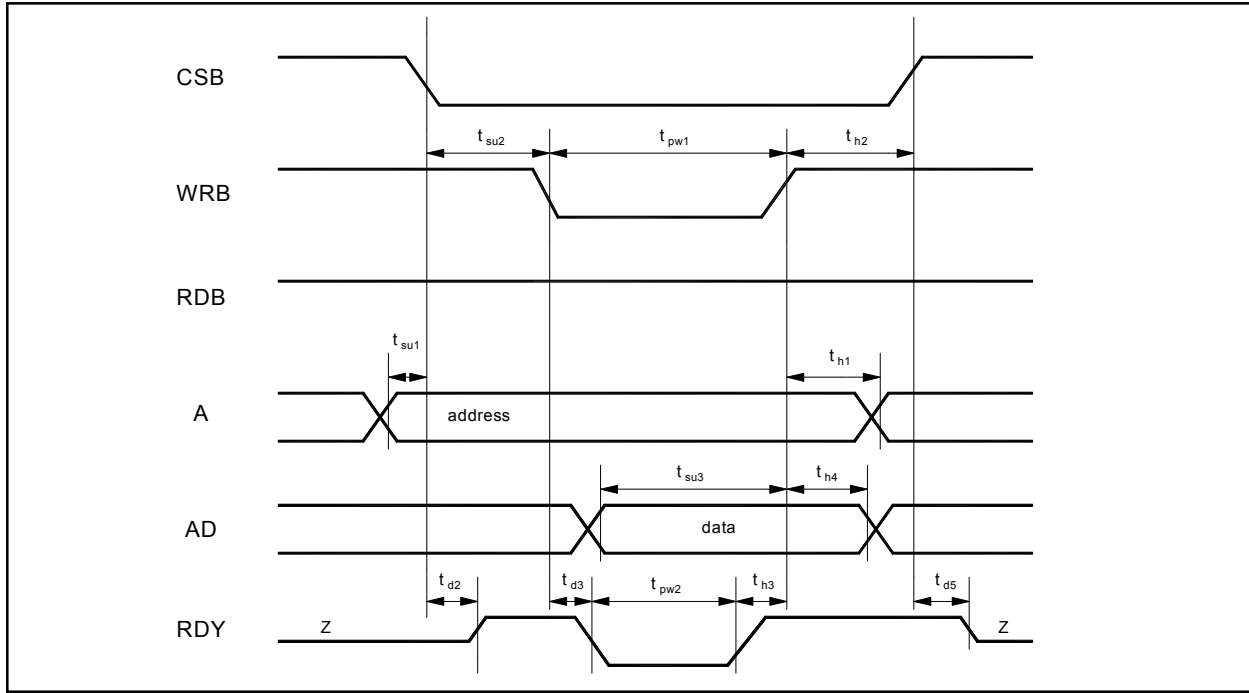 CSB
t su2 t pw1 t h2
WRB
RDB
t su1
t h1
A
address
t su3 t h4
AD
data
t d2 t d3 t pw2 t h3 t d5
RDY
Z Z